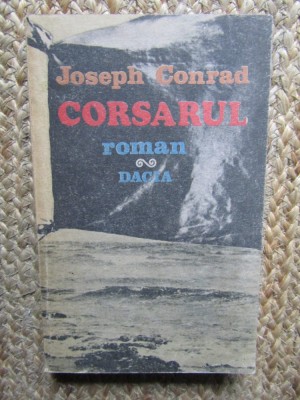 Joseph Conrad
CORSARUL
roman
DACIA